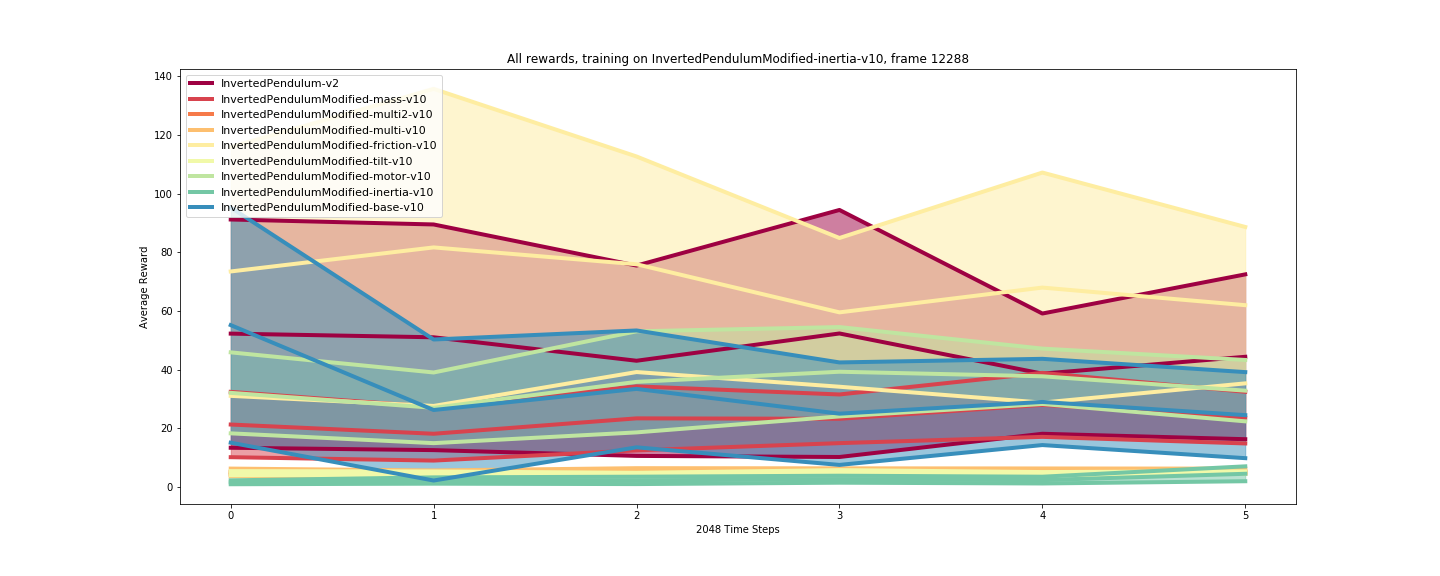 All rewards, training on InvertedPendulumModified-inertia-v10, frame 12288
140
120
100
80
60
40
20
0
Average Reward
InvertedPendulum-v2
InvertedPendulumModified-mass-v10
InvertedPendulumModified-multi2-v10
InvertedPendulumModified-multi-v10
InvertedPendulumModified-friction-v10
InvertedPendulumModified-tilt-v10
InvertedPendulumModified-motor-v10
InvertedPendulumModified-inertia-v10
InvertedPendulumModified-base-v10
0 1 2 3 4 5
2048 Time Steps